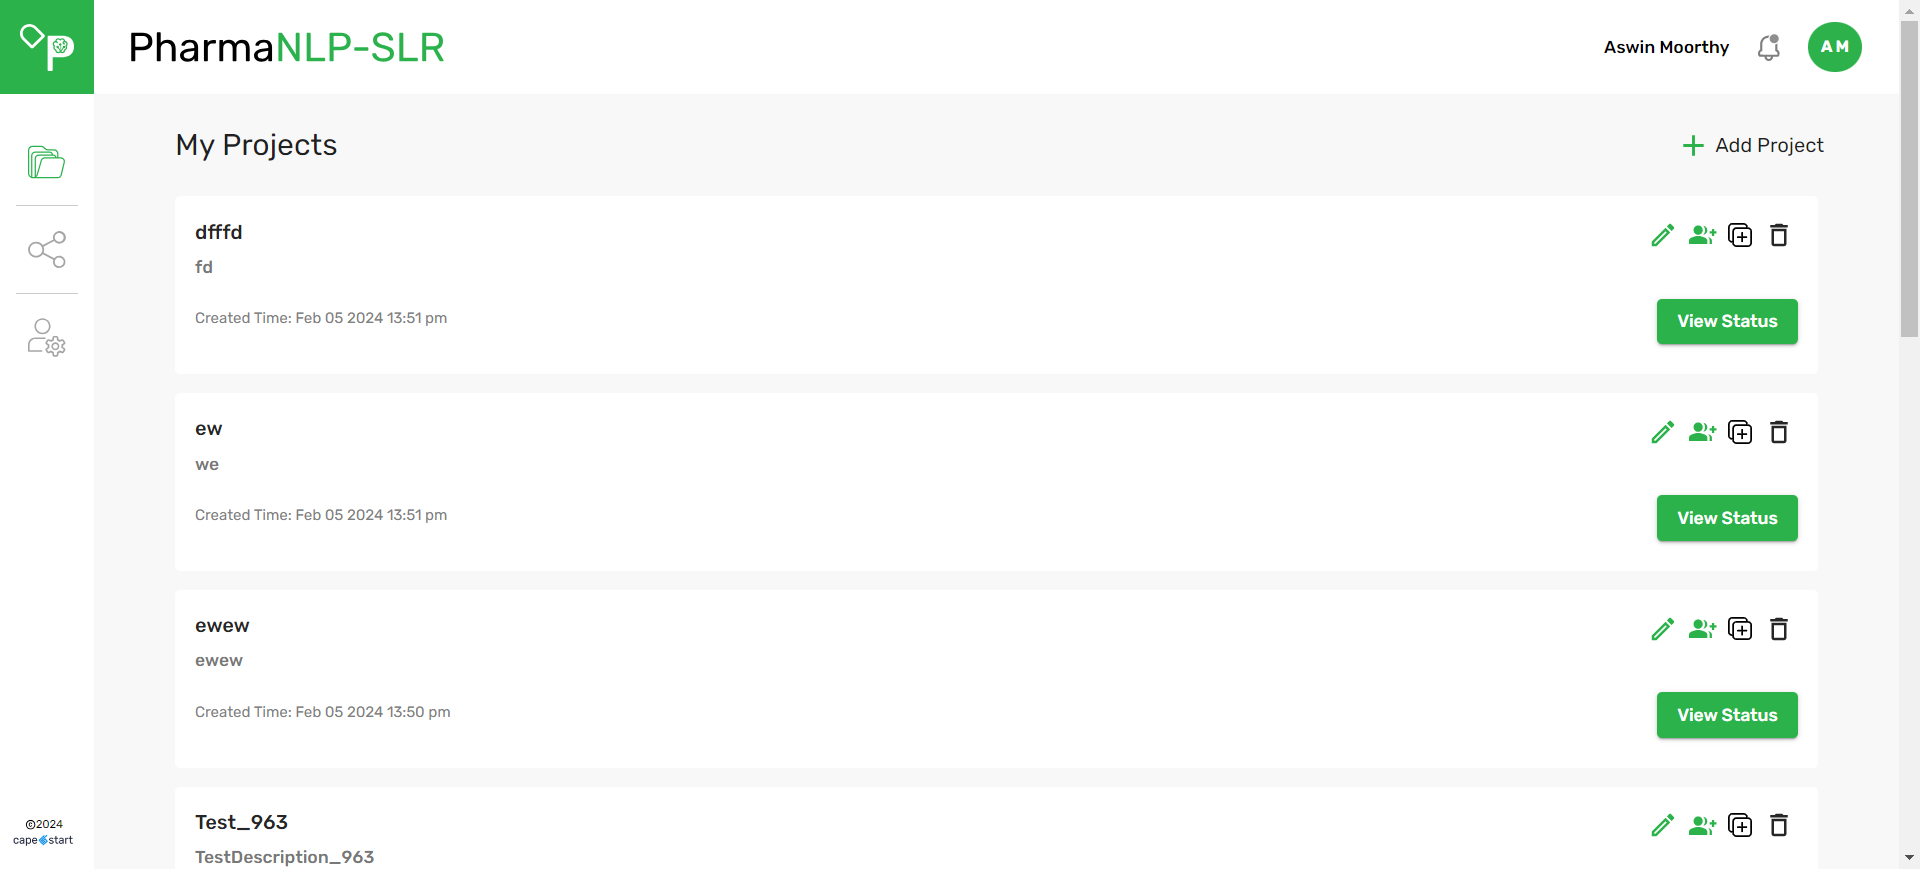 PharmaNLP-SLR
Aswin Moorthy
AM
My Projects
Add Project
dfffd
fd
Created Time: Feb 05 2024 13:51 pm
View Status
ew
we
Created Time: Feb 05 2024 13:51 pm
View Status
ewew
ewew
Created Time: Feb 05 2024 13:50 pm
View Status
Test_963
TestDescription_963
©2024
capestart